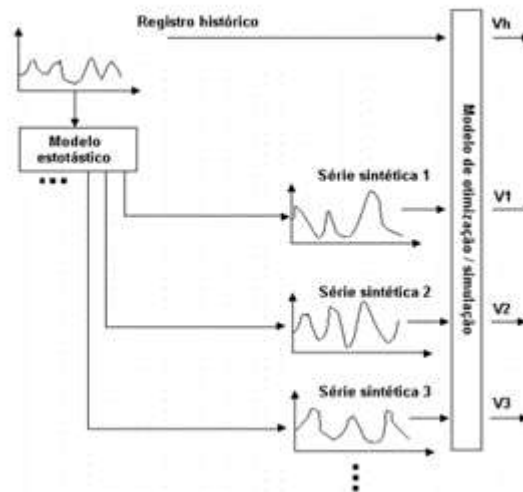 Registro histórico
Vh
Modelo
estotástico
Série sintética 1
V1
Série sintética 2
V2
Série sintética 3
V3
Modelo de otimização / simulação